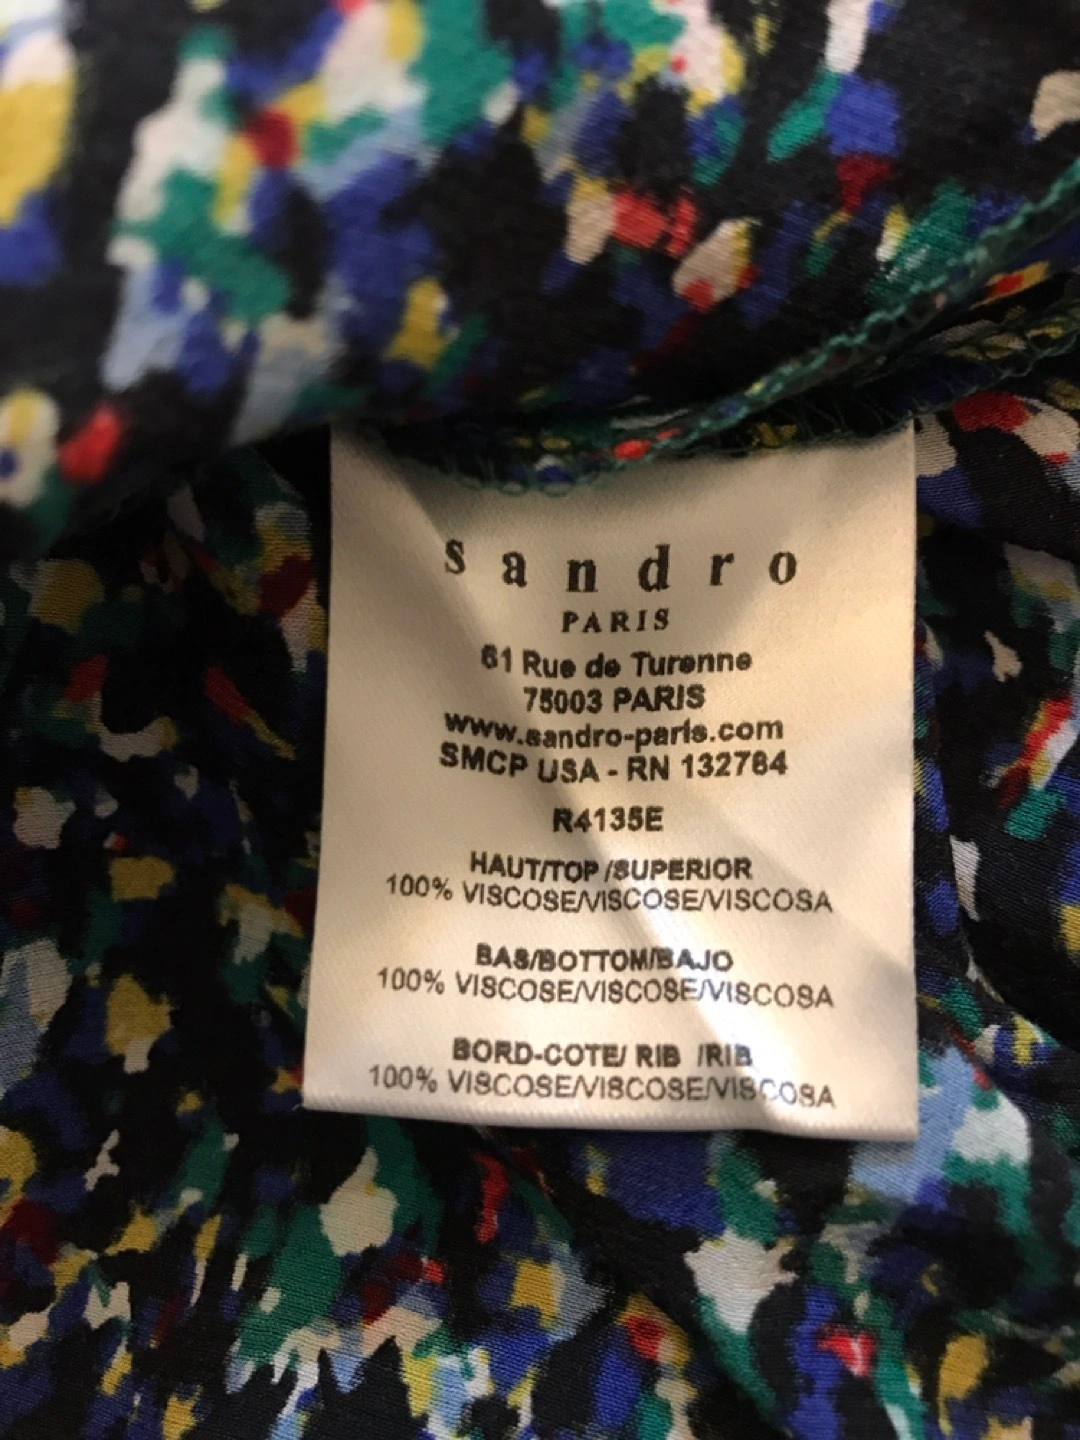 sandro
PARIS
61 Rue de Turenne
75003 PARIS
www.sandro-paris.com
SMCP USA - RN 132784
R4135E
HAUT/TOP /SUPERIOR
100% VISCOSE/VISCOSE/VISCOSA
BAS/BOTTOM/BAJO
100% VISCOSE/VISCOSE/VISCOSA
BORD-COTE/ RIB /RIB
100% VISCOSE/VISCOSE/VISCOSA